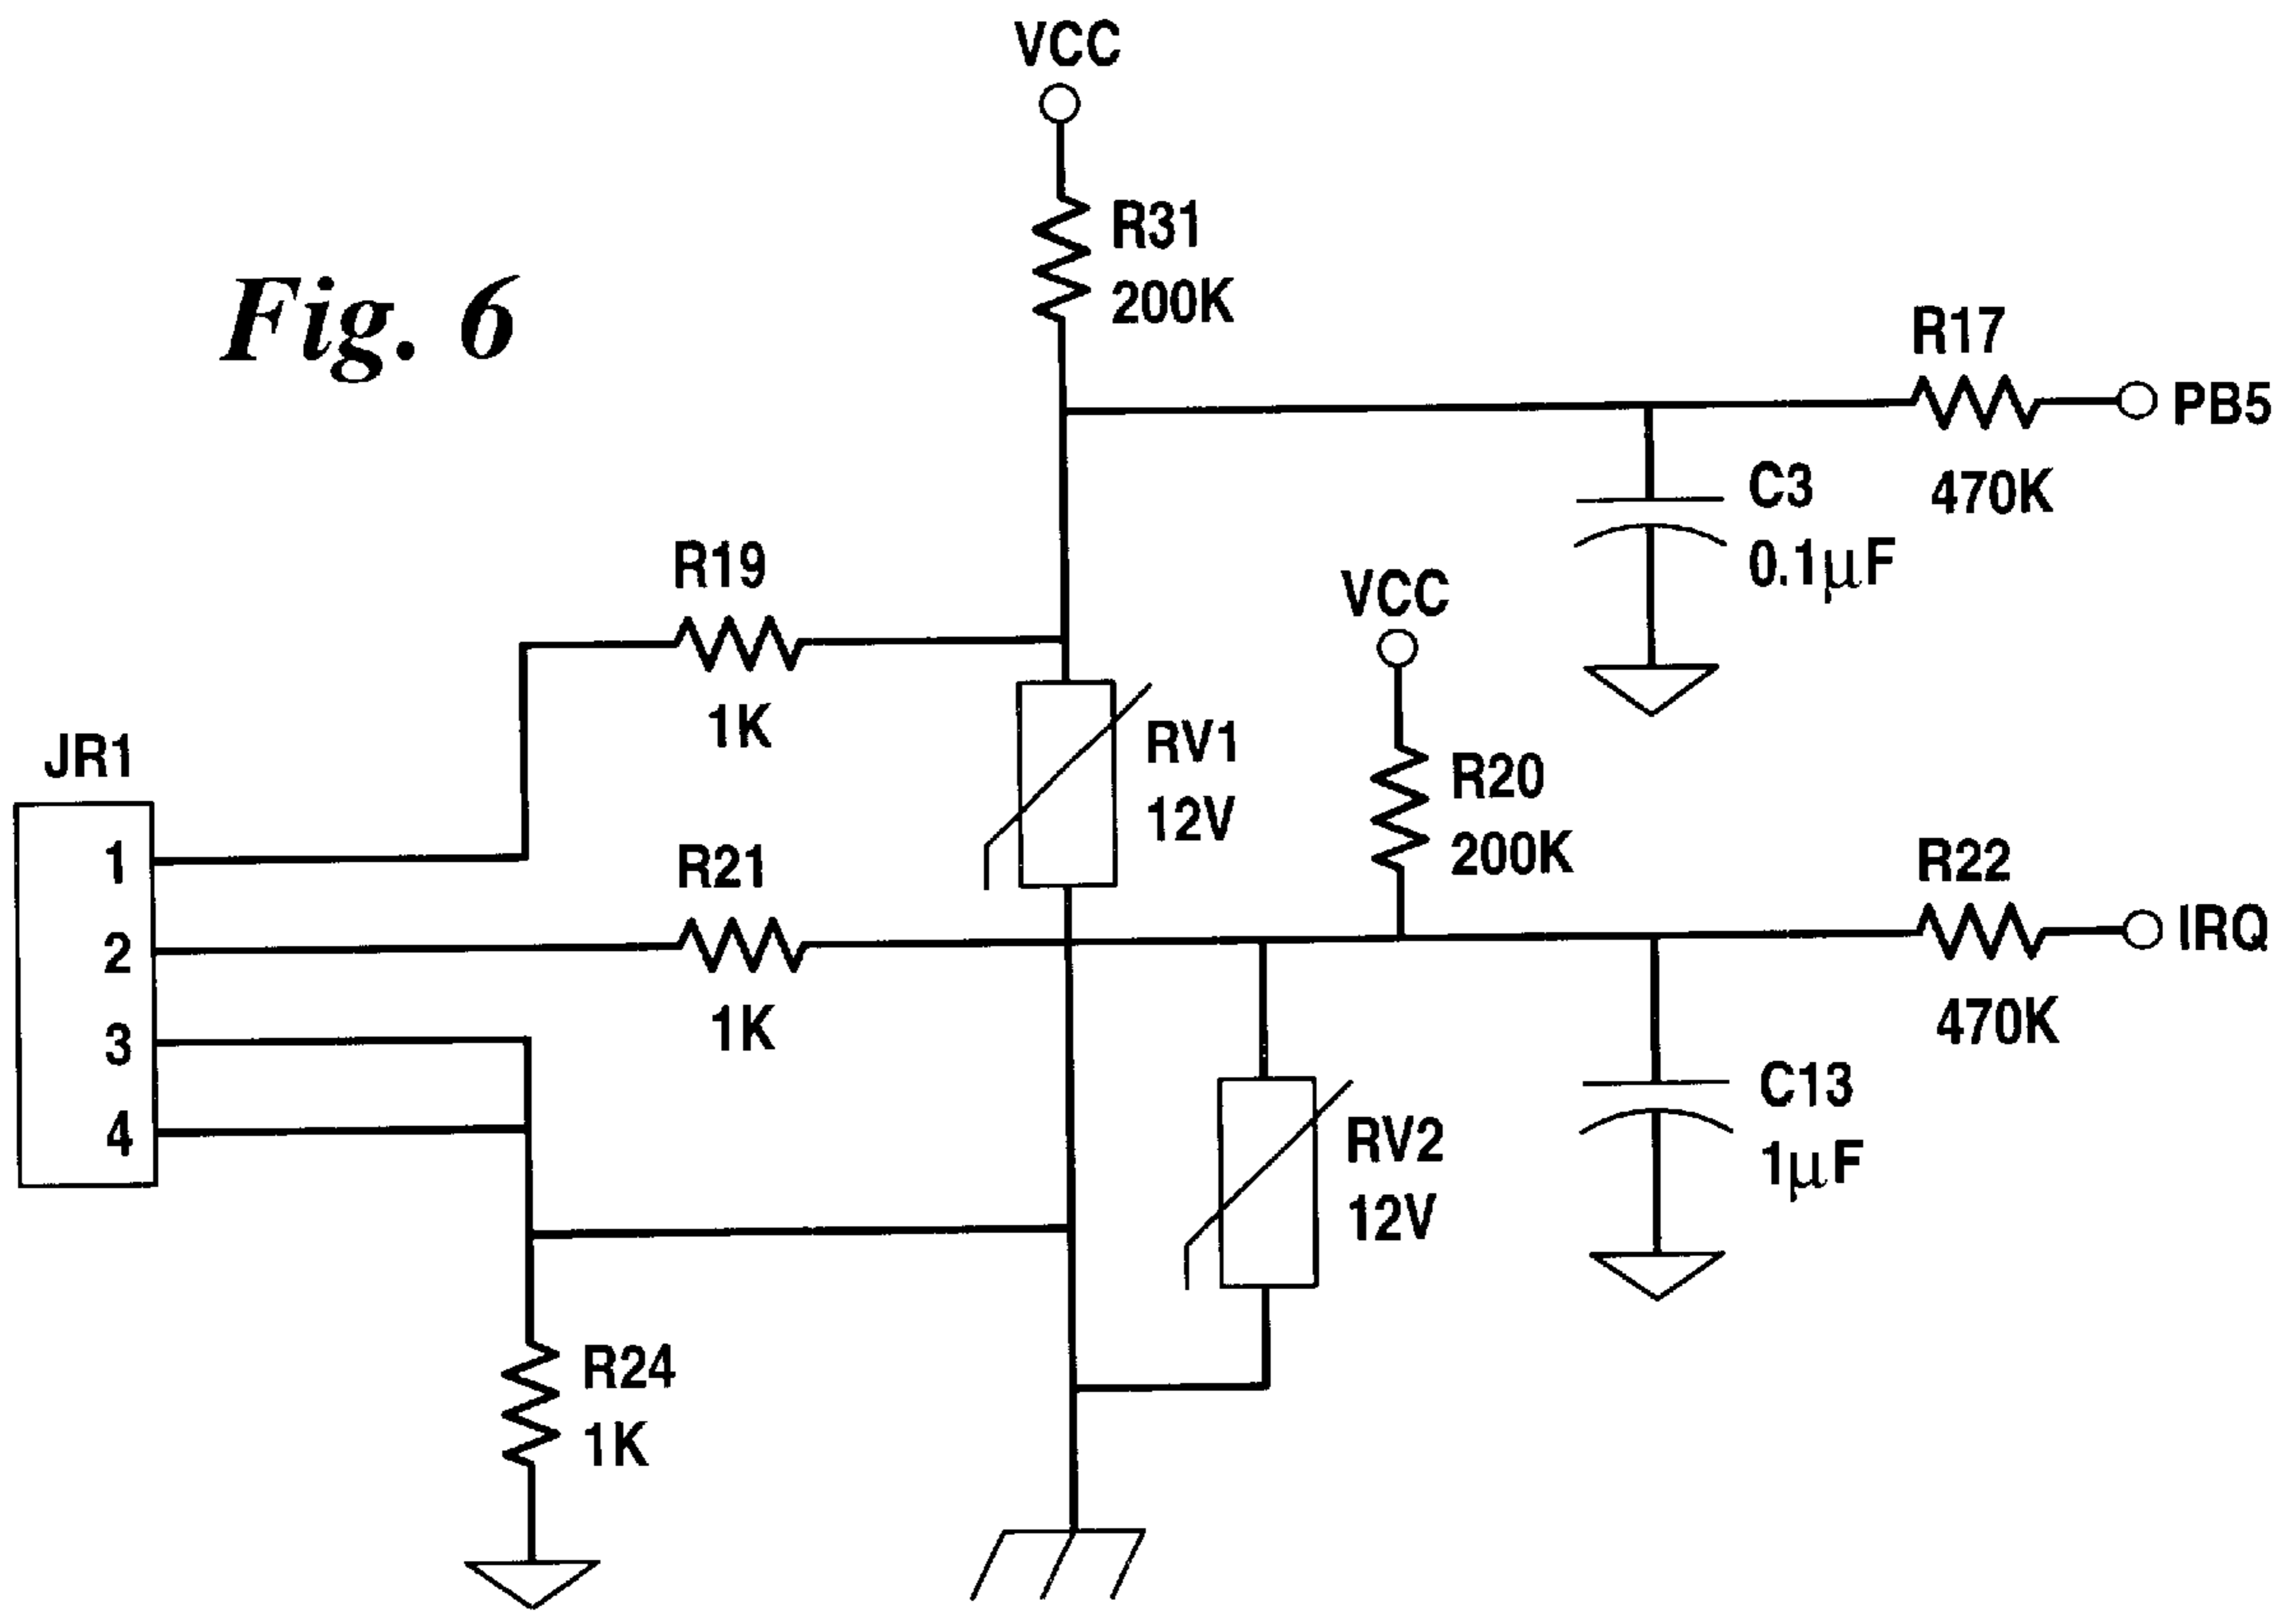 VCC
R31
200K
Fig. 6
R17
PB5
470K
C3
0.1µF
R19
1K
VCC
RV1
12V
R20
200K
JR1
1
2
3
4
R21
1K
R22
IRQ
470K
C13
1µF
RV2
12V
R24
1K